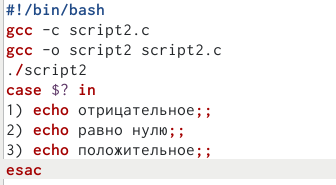 #!/bin/bash
gcc -c script2.c
gcc -o script2 script2.c
./script2
case $? in
1) echo отрицательное;;
2) echo равно нулю;;
3) echo положительное;;
esac